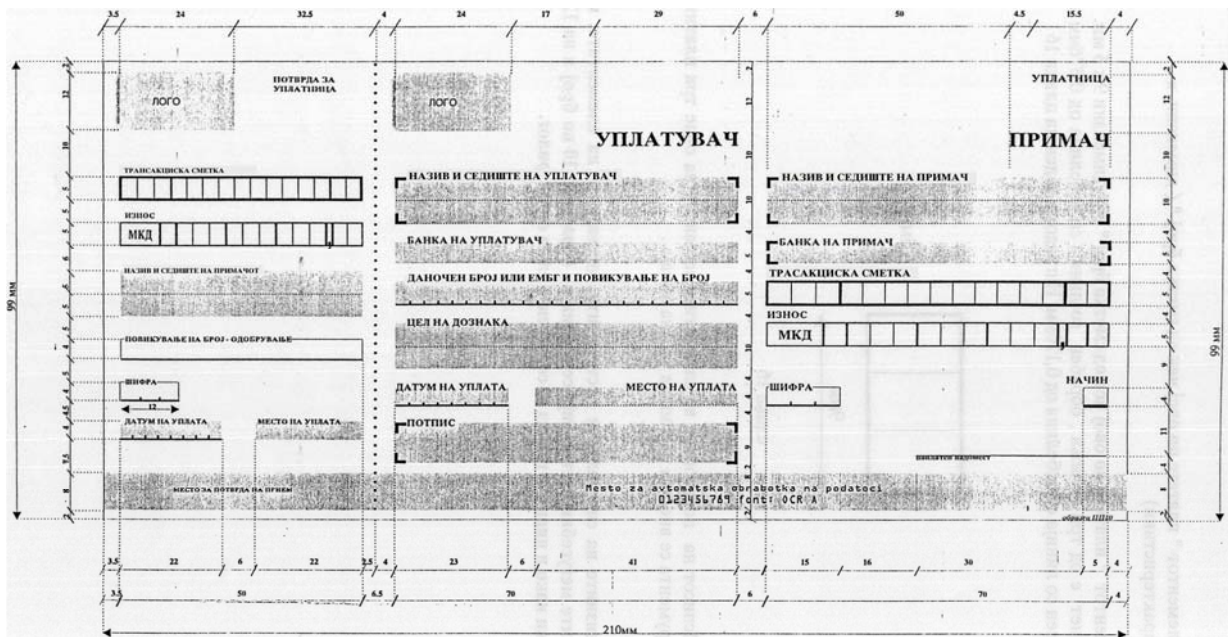 3.5 24 32.5 4 24 17 29 6 50 4.5 15.5 4
ЛОГО
ПОТВРДА ЗА
УПЛАТНИЦА
ЛОГО
УПЛАТНИЦА
УПЛАТУВАЧ
ПРИМАЧ
ТРАНСАКЦИСКА СМЕТКА
НАЗИВ И СЕДИШТЕ НА УПЛАТУВАЧ
НАЗИВ И СЕДИШТЕ НА ПРИМАЧ
ИЗНОС
МКД
БАНКА НА УПЛАТУВАЧ
БАНКА НА ПРИМАЧ
НАЗИВ И СЕДИШТЕ НА ПРИМАЧОТ
ДАНОЧЕН БРОЈ ИЛИ ЕМБГ И ПОВИКУВАЊЕ НА БРОЈ
ТРАСАКЦИСКА СМЕТКА
ЦЕЛ НА ДОЗНАКА
ИЗНОС
МКД
ПОВИКУВАЊЕ НА БРОЈ - ОДОБРУВАЊЕ
ШИФРА
12
ДАТУМ НА УПЛАТА
МЕСТО НА УПЛАТА
ШИФРА
НАЧИН
ДАТУМ НА УПЛАТА
МЕСТО НА УПЛАТА
ПОТПИС
наплатен надомест
МЕСТО ЗА ПОТВРДА НА ПРИЕМ
Mesto za avtomatska obrabotka na podatoci
0123456789 font: OCR A
образец ПП10
99 мм
99 мм
3.5 22 6 22 2.5 4 23 6 41 6 15 16 30 5 4
3.5 50 6.5 70 6 70 4
210мм